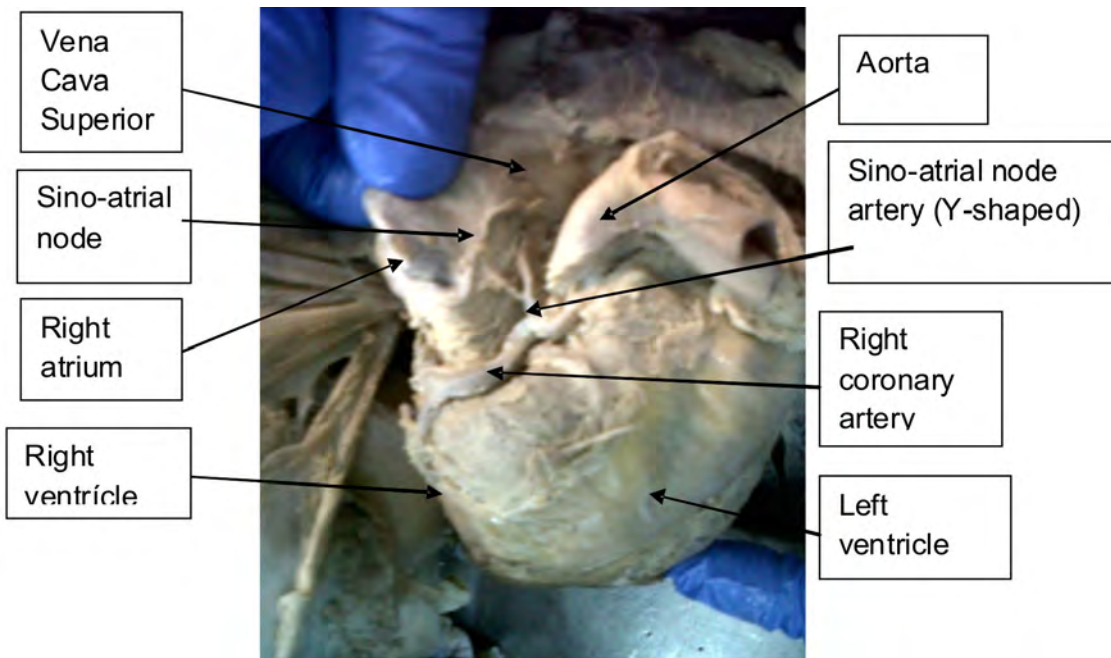 Vena
Cava
Superior
Sino-atrial
node
Right
atrium
Right
ventrícle
Aorta
Sino-atrial node
artery (Y-shaped)
Right
coronary
artery
Left
ventricle